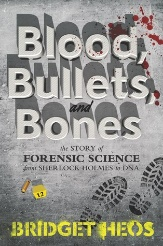 Blood,
Bullets,
and
Bones
the STORY of
FORENSIC SCIENCE
from SHERLOCK HOLMES to DNA
BRIDGET HEOS